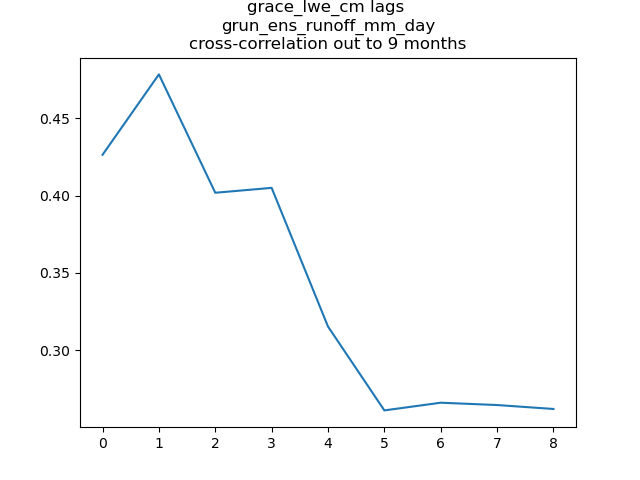 grace_lwe_cm lags
grun_ens_runoff_mm_day
cross-correlation out to 9 months
0.45
0.40
0.35
0.30
0 1 2 3 4 5 6 7 8